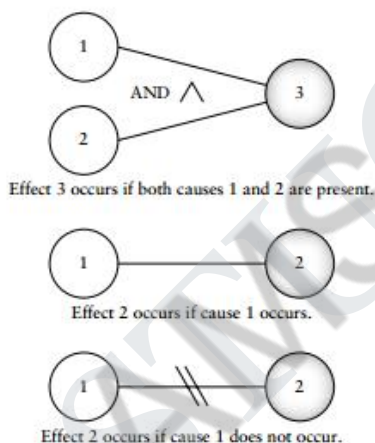 1
AND ∧
3
2
Effect 3 occurs if both causes 1 and 2 are present.
1
2
Effect 2 occurs if cause 1 occurs.
1
2
Effect 2 occurs if cause 1 does not occur.